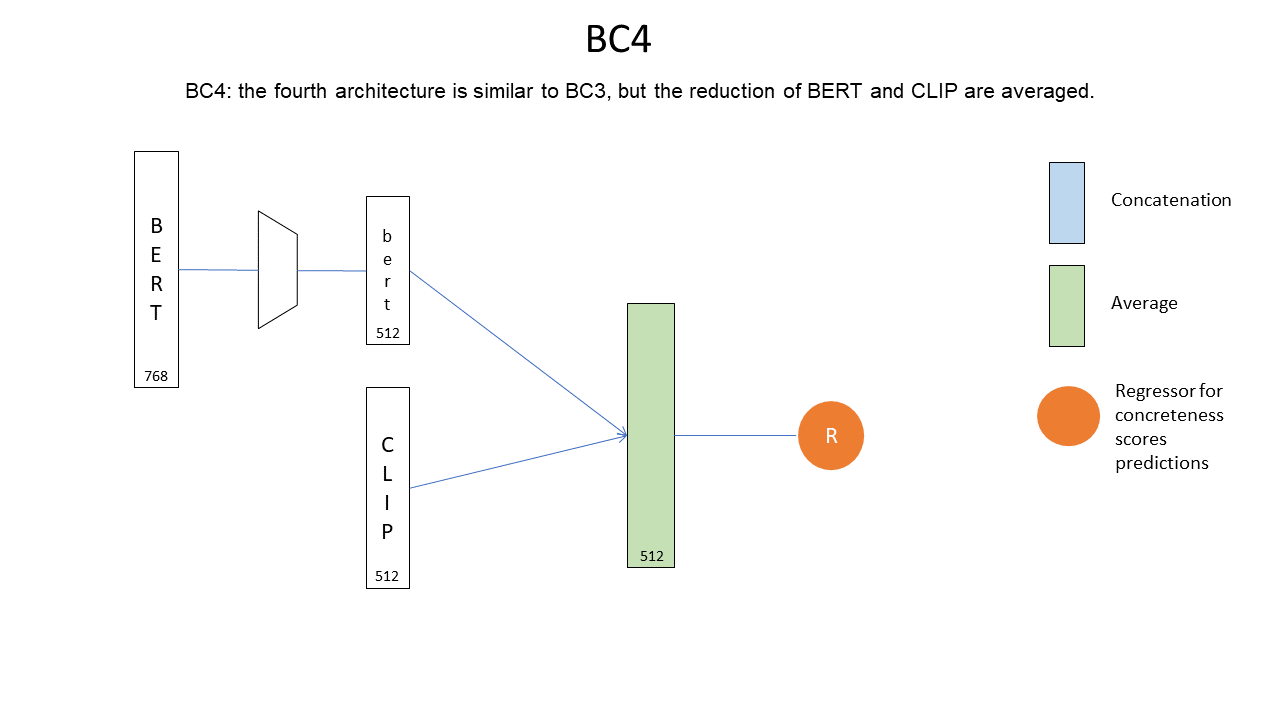 BC4
BC4: the fourth architecture is similar to BC3, but the reduction of BERT and CLIP are averaged.
B
E
R
T
768
b
e
r
t
512
C
L
I
P
512
512
R
Concatenation
Average
Regressor for
concreteness
scores
predictions